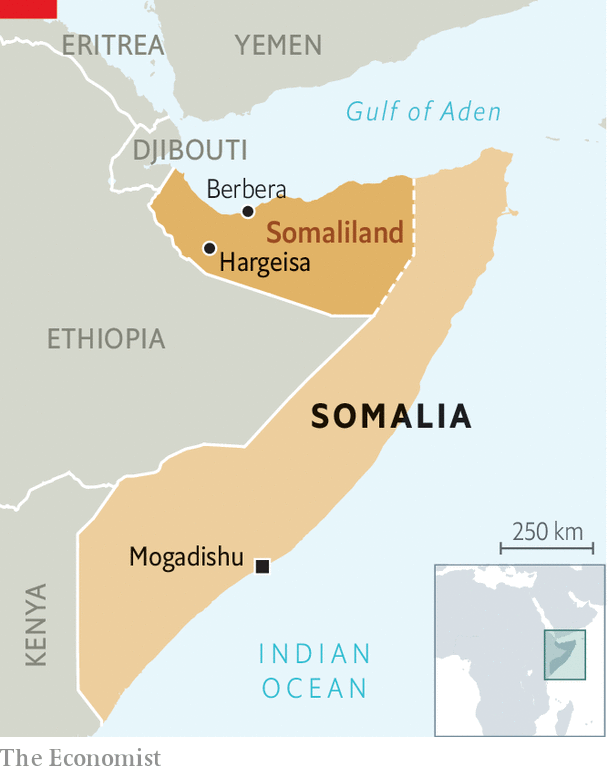 ERITREA
YEMEN
Gulf of Aden
DJIBOUTI
Berbera
Somaliland
Hargeisa
ETHIOPIA
SOMALIA
250 km
Mogadishu
KENYA
INDIAN
OCEAN
The Economist